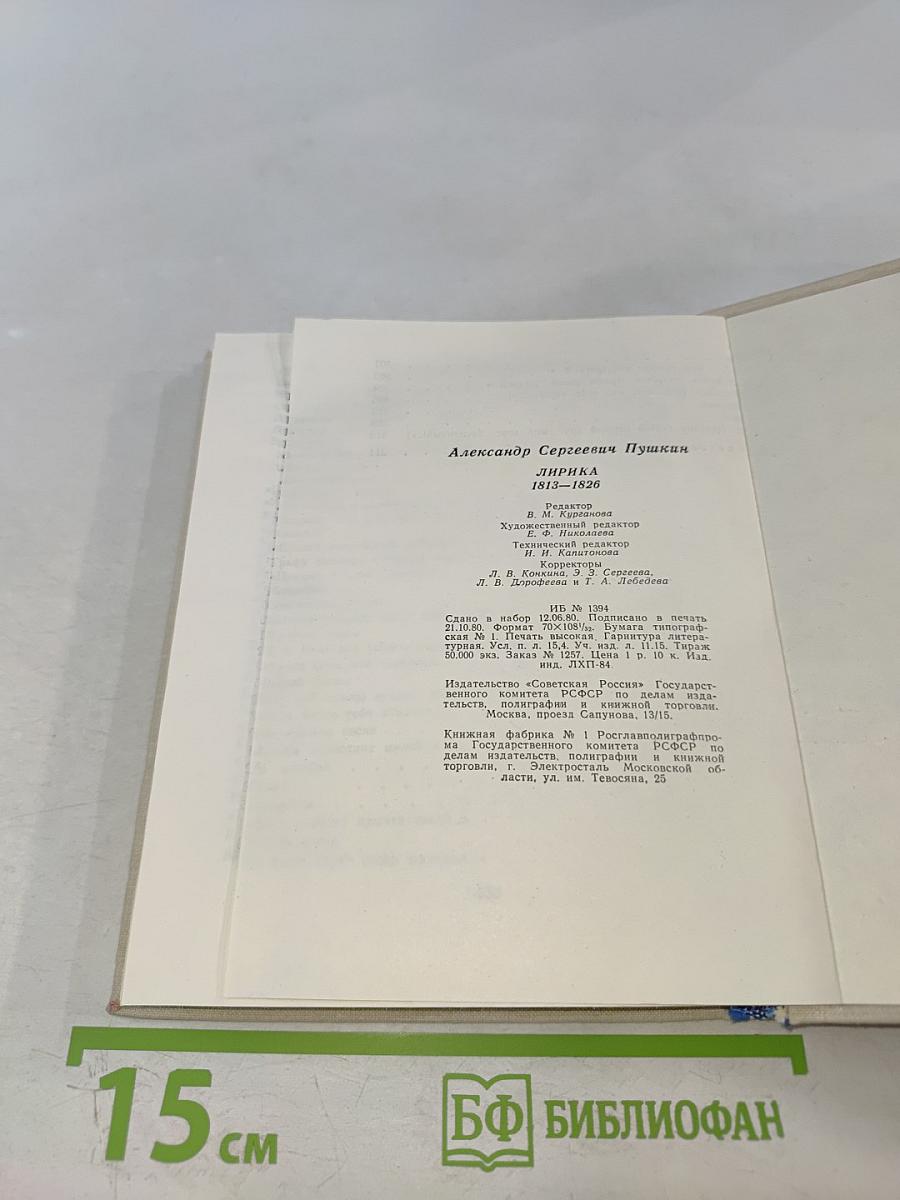 Александр Сергеевич Пушкин
ЛИРИКА
1813—1826
Редактор
В. М. Курганова
Художественный редактор
Е. Ф. Николаева
Технический редактор
И. И. Капитонова
Корректоры
Л. В. Конкина, Э. З. Сергеева,
Л. В. Дорофеева и Т. А. Лебедева
ИБ № 1394
Сдано в набор 12.06.80. Подписано в печать
21.10.80. Формат 70×108¹/₃₂. Бумага типограф-
ская № 1. Печать высокая. Гарнитура литера-
турная. Усл. п. л. 15,4. Уч. изд. л. 11.15. Тираж
50.000 экз. Заказ № 1257. Цена 1 р. 10 к. Изд.
инд. ЛХП-84.
Издательство «Советская Россия» Государст-
венного комитета РСФСР по делам изда-
тельств, полиграфии и книжной торговли.
Москва, проезд Сапунова, 13/15.
Книжная фабрика № 1 Росглавполиграфпро-
ма Государственного комитета РСФСР по
делам издательств, полиграфии и книжной
торговли, г. Электросталь Московской об-
ласти, ул. им. Тевосяна, 25
15 см
БФ БИБЛИОФАН